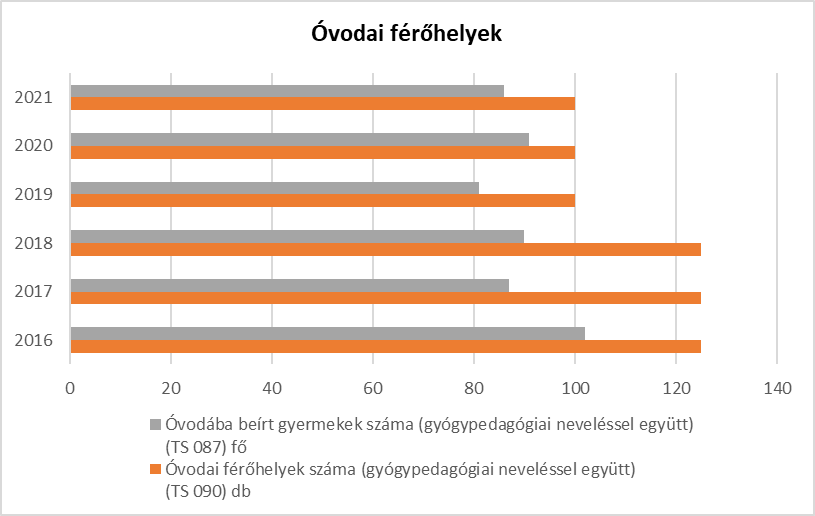 Óvodai férőhelyek
2021
2020
2019
2018
2017
2016
0 20 40 60 80 100 120 140
Óvodába beírt gyermekek száma (gyógypedagógiai neveléssel együtt)
(TS 087) fő
Óvodai férőhelyek száma (gyógypedagógiai neveléssel együtt)
(TS 090) db